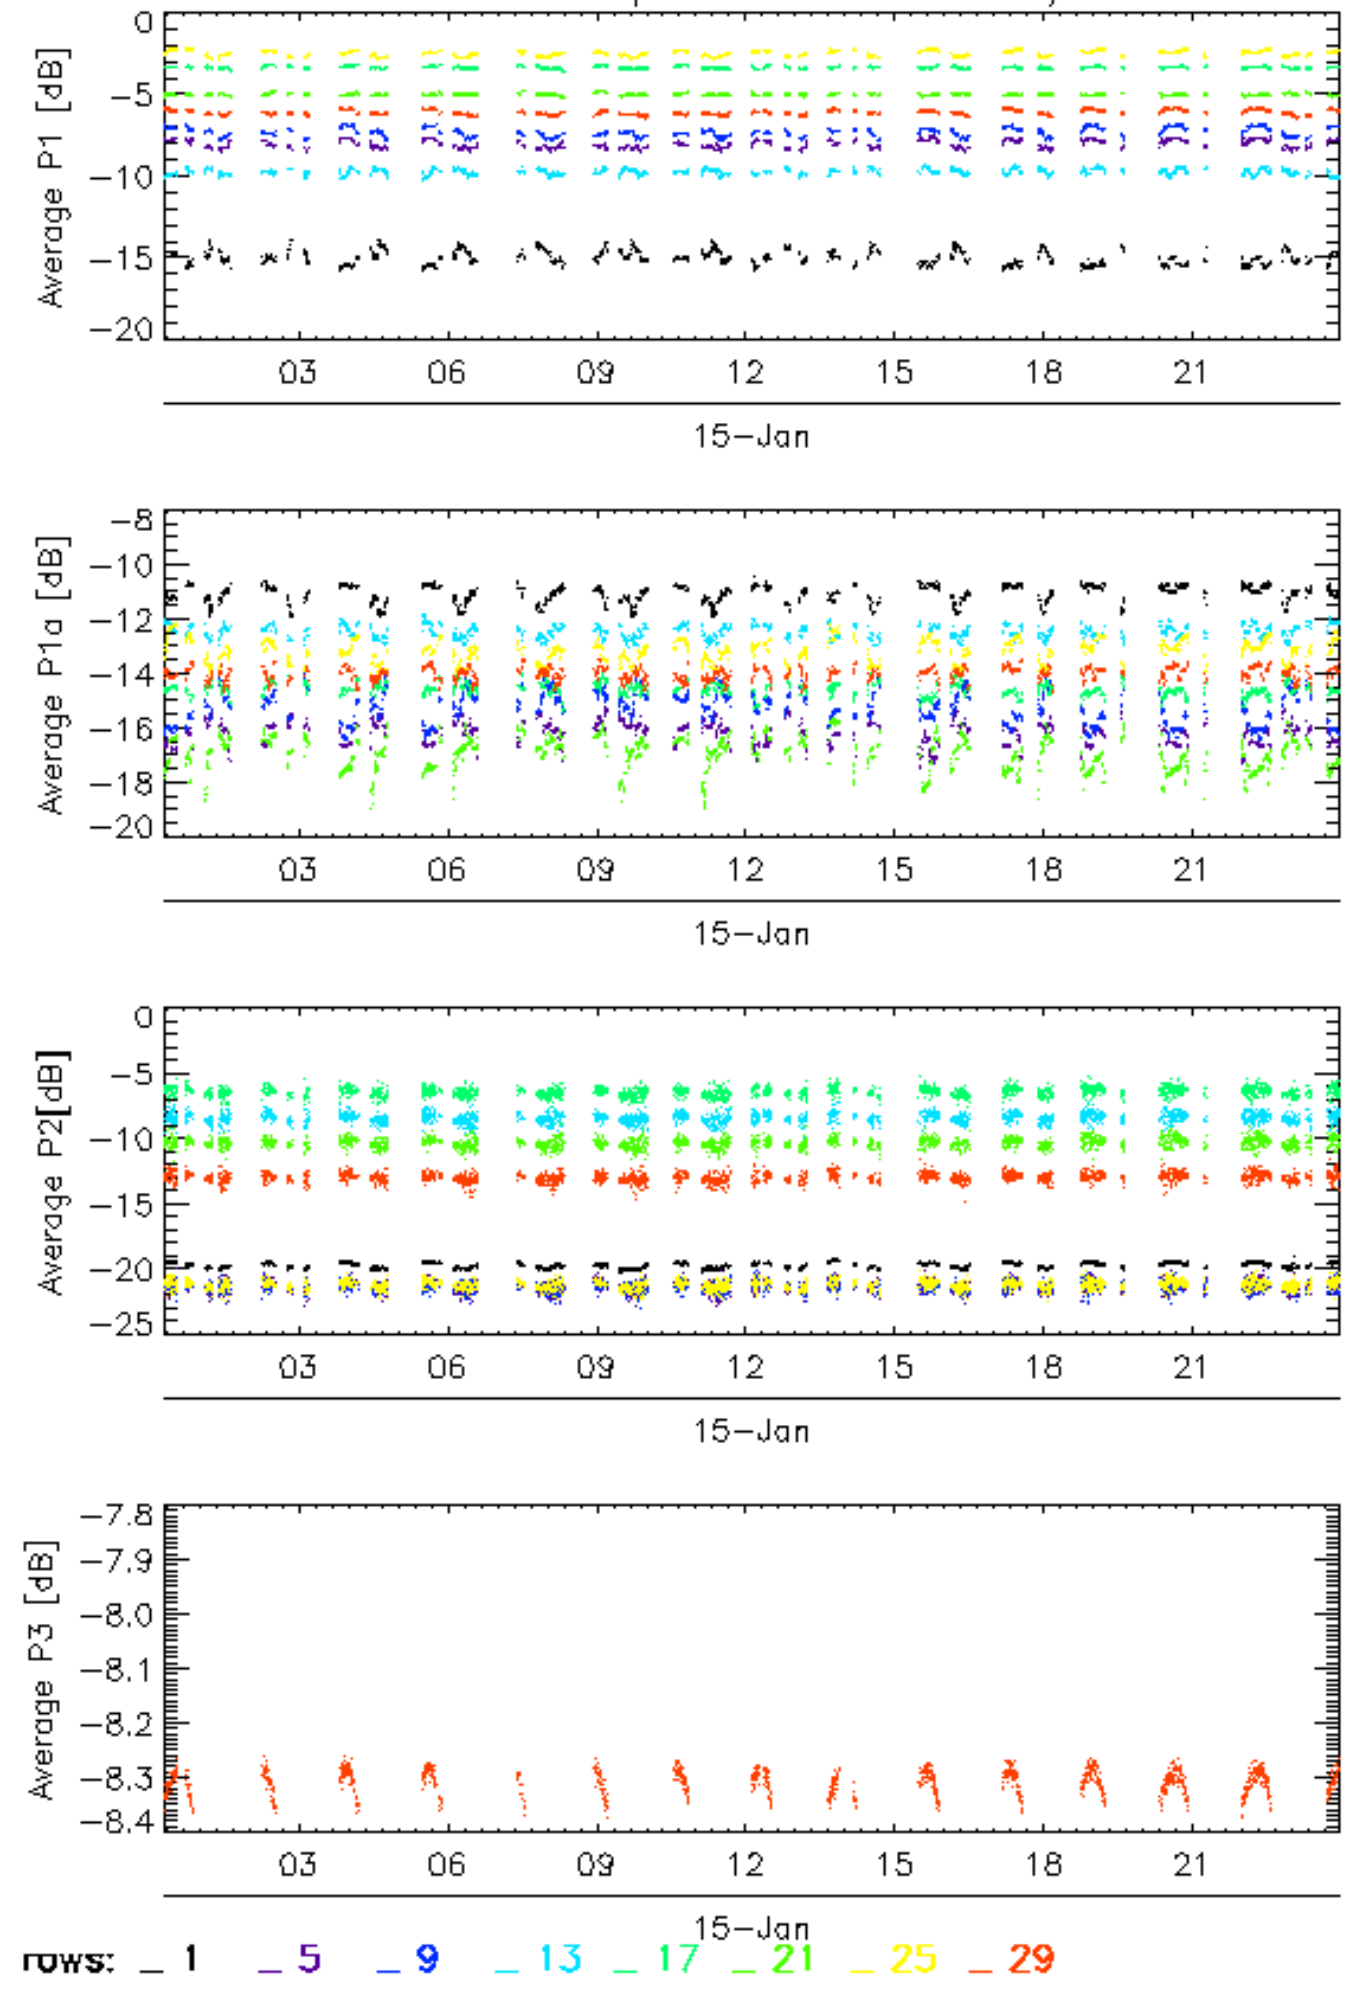 Average P1 [dB]
0
−5
−10
−15
−20
03 06 09 12 15 18 21
15−Jan
Average P1a [dB]
−8
−10
−12
−14
−16
−18
−20
03 06 09 12 15 18 21
15−Jan
Average P2[dB]
0
−5
−10
−15
−20
−25
03 06 09 12 15 18 21
15−Jan
Average P3 [dB]
−7.8
−7.9
−8.0
−8.1
−8.2
−8.3
−8.4
03 06 09 12 15 18 21
15−Jan
rows: _ 1 _ 5 _ 9 _ 13 _ 17 _ 21 _ 25 _ 29